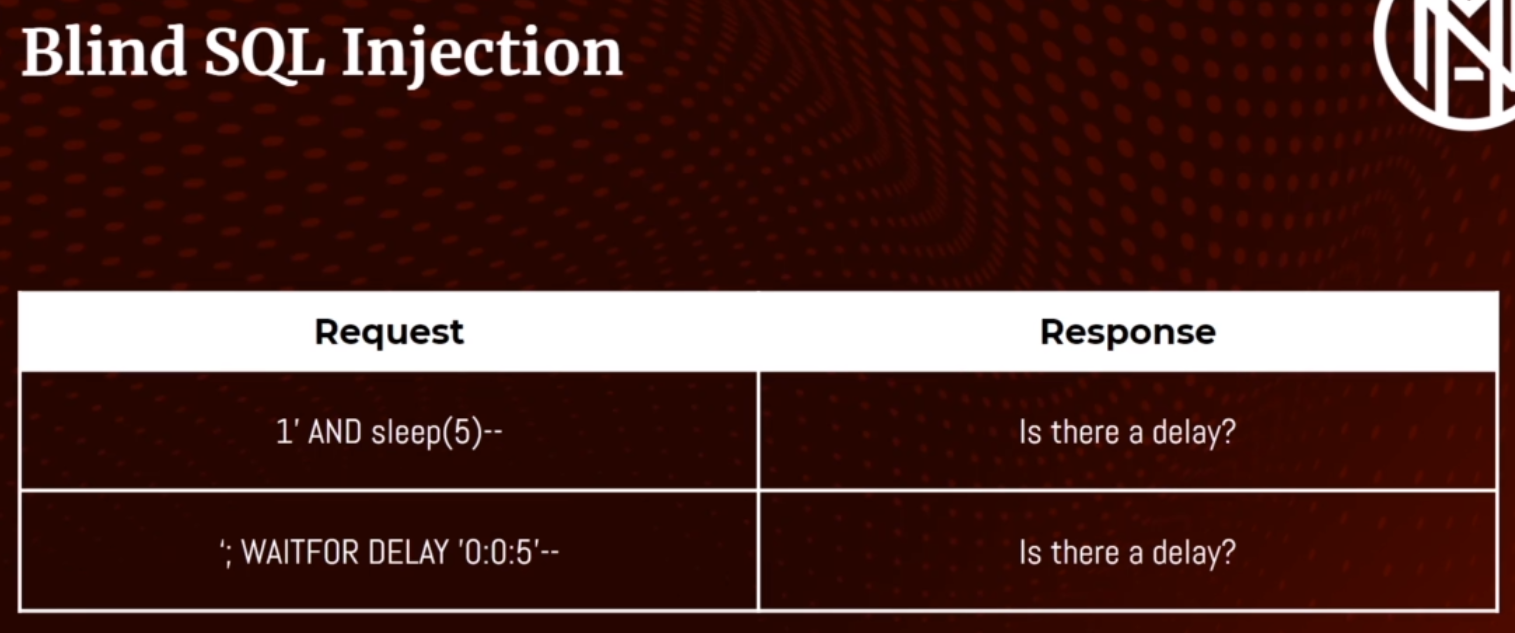 Blind SQL Injection
Request
Response
1’ AND sleep(5)--
Is there a delay?
‘; WAITFOR DELAY ’0:0:5’--
Is there a delay?